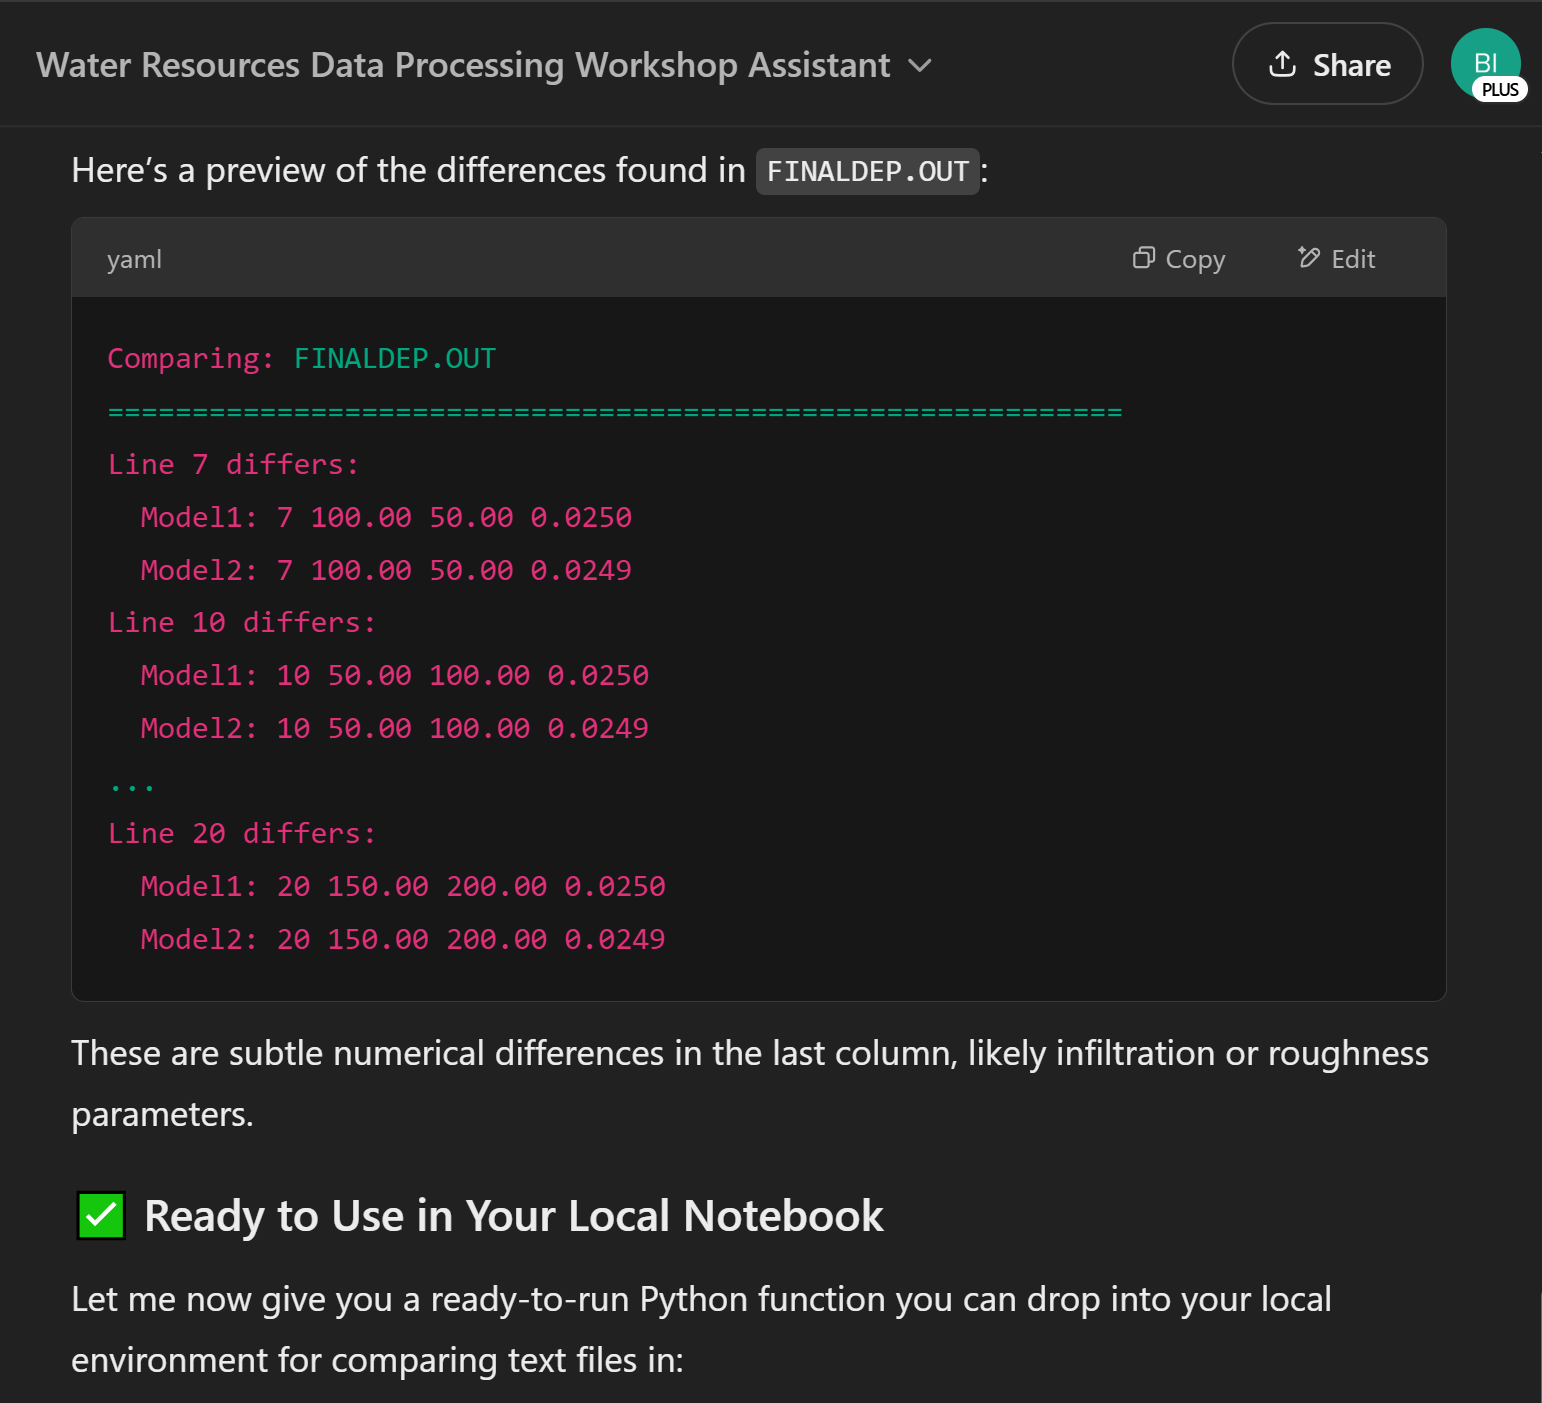 Water Resources Data Processing Workshop Assistant
Share
BI
PLUS
Here’s a preview of the differences found in FINALDEP.OUT:
yaml
Copy
Edit
Comparing: FINALDEP.OUT
============================================================
Line 7 differs:
  Model1: 7 100.00 50.00 0.0250
  Model2: 7 100.00 50.00 0.0249
Line 10 differs:
  Model1: 10 50.00 100.00 0.0250
  Model2: 10 50.00 100.00 0.0249
...
Line 20 differs:
  Model1: 20 150.00 200.00 0.0250
  Model2: 20 150.00 200.00 0.0249
These are subtle numerical differences in the last column, likely infiltration or roughness
parameters.
✅ Ready to Use in Your Local Notebook
Let me now give you a ready-to-run Python function you can drop into your local
environment for comparing text files in: